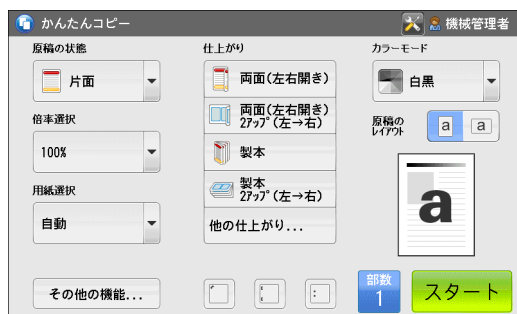 かんたんコピー
機械管理者
原稿の状態
片面
倍率選択
100%
用紙選択
自動
その他の機能...
仕上がり
両面(左右開き)
両面(左右開き)
2ｱｯﾌﾟ(左→右)
製本
製本
2ｱｯﾌﾟ(左→右)
他の仕上がり...
カラーモード
白黒
原稿の
ﾚｲｱｳﾄ
a a
a
部数
1
スタート